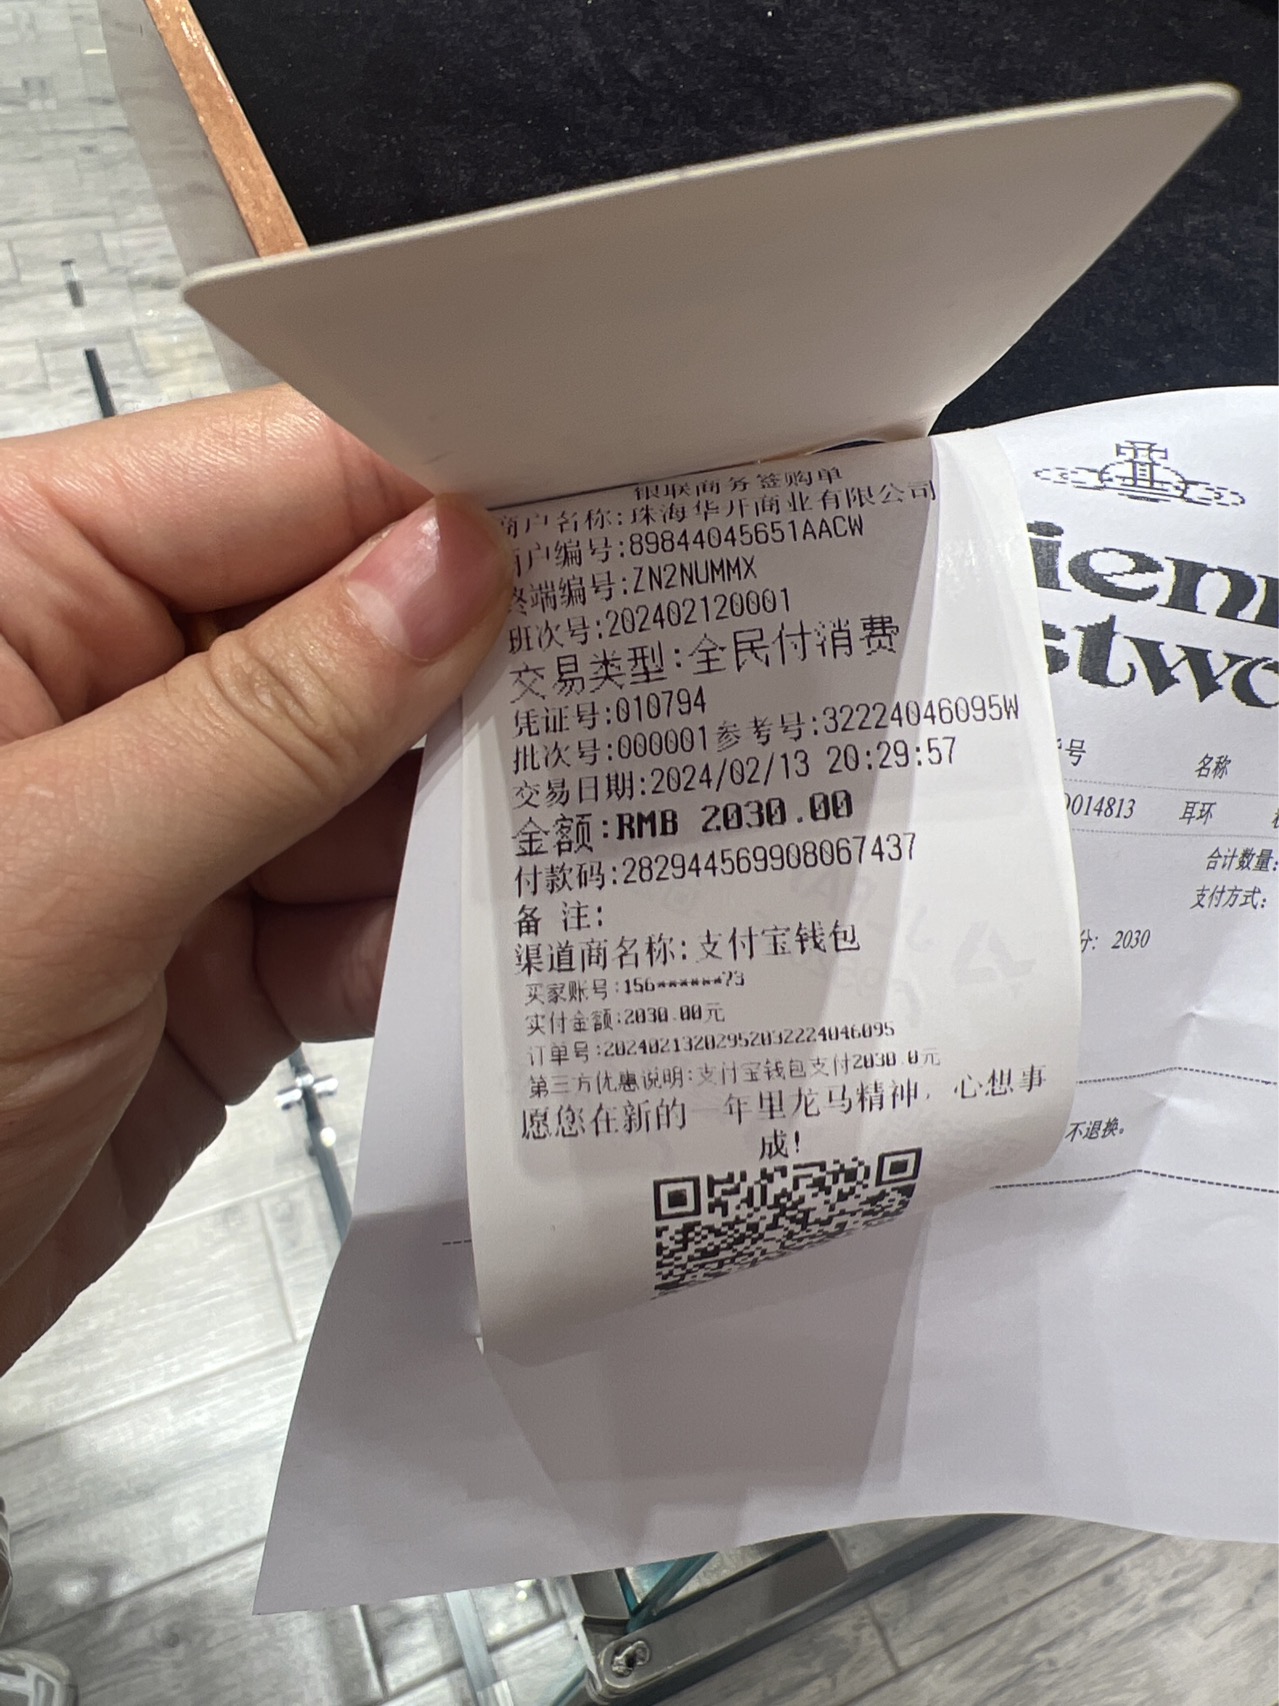 银联商务签购单
商户名称:珠海华开商业有限公司
商户编号:89844045651AACW
终端编号:ZN2NUMMX
班次号:202402120001
交易类型:全民付消费
凭证号:010794
批次号:000001参考号:32224046095W
交易日期:2024/02/13 20:29:57
金额:RMB 2030.00
付款码:282944569908067437
备 注:
渠道商名称:支付宝钱包
买家账号:156******73
实付金额:2030.00元
订单号:20240213202952032224046095
第三方优惠说明:支付宝钱包支付2030.0元
愿您在新的一年里龙马精神，心想事
成!
ien
stwo
号 名称
0014813 耳环
合计数量:
支付方式:
分: 2030
不退换。